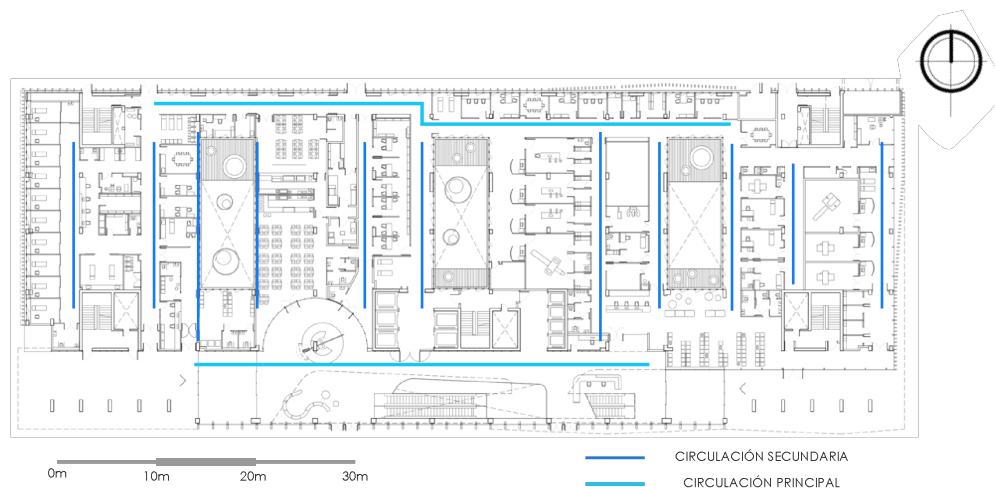 0m
10m
20m
30m
CIRCULACIÓN SECUNDARIA
CIRCULACIÓN PRINCIPAL